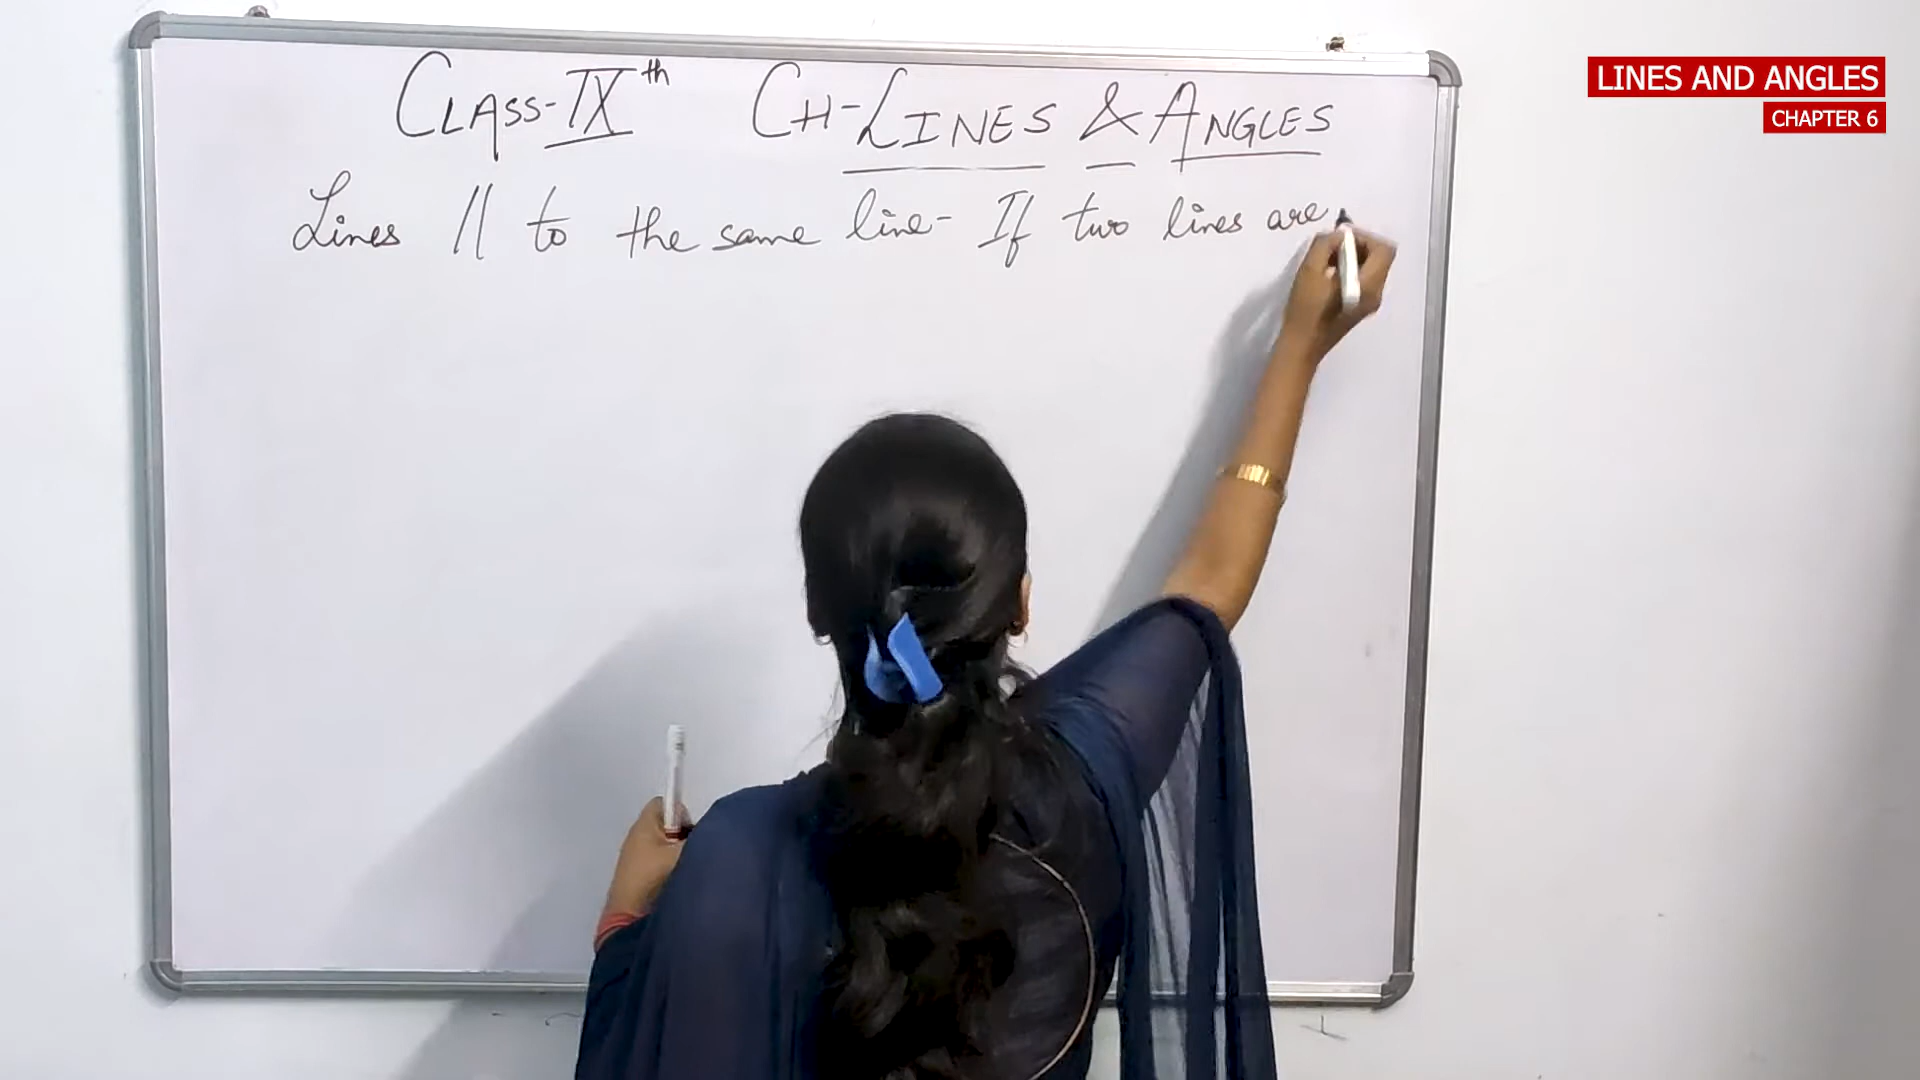 LINES AND ANGLES
CHAPTER 6
CLASS-IXth CH-LINES & ANGLES
Lines || to the same line- If two lines are